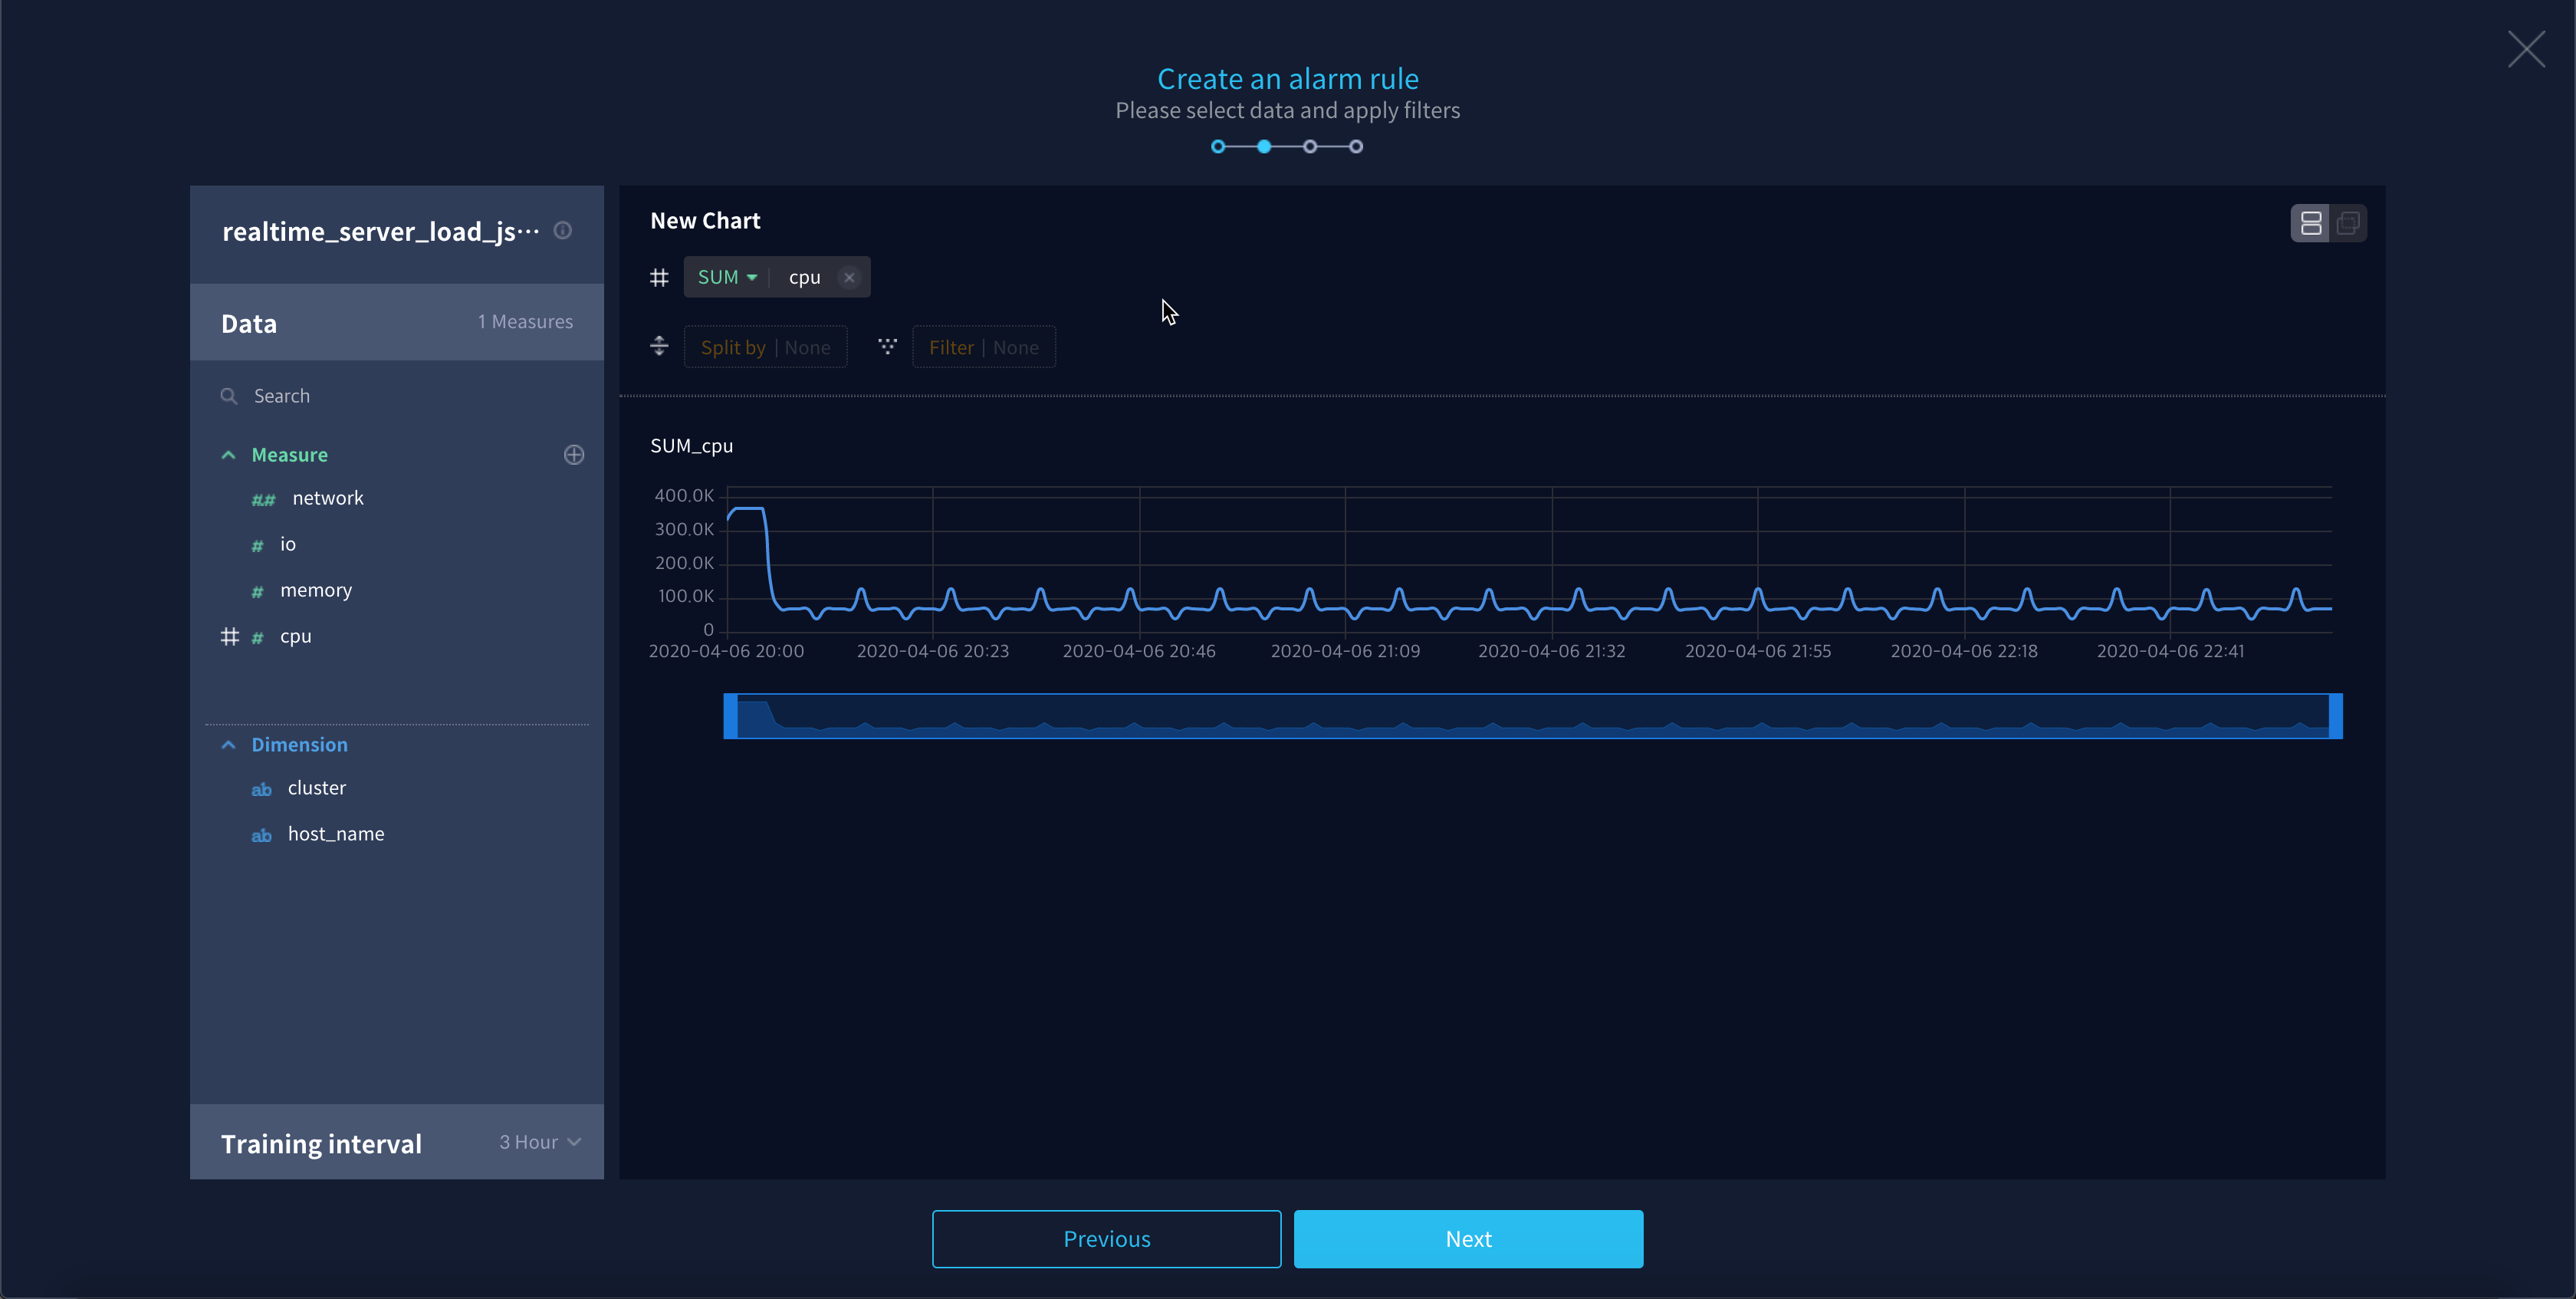 Create an alarm rule
Please select data and apply filters
realtime_server_load_js...
Data 1 Measures
Search
Measure
## network
# io
# memory
# cpu
Dimension
ab cluster
ab host_name
Training interval 3 Hour
New Chart
# SUM cpu
Split by | None Filter | None
SUM_cpu
400.0K
300.0K
200.0K
100.0K
0
2020-04-06 20:00 2020-04-06 20:23 2020-04-06 20:46 2020-04-06 21:09 2020-04-06 21:32 2020-04-06 21:55 2020-04-06 22:18 2020-04-06 22:41
Previous Next